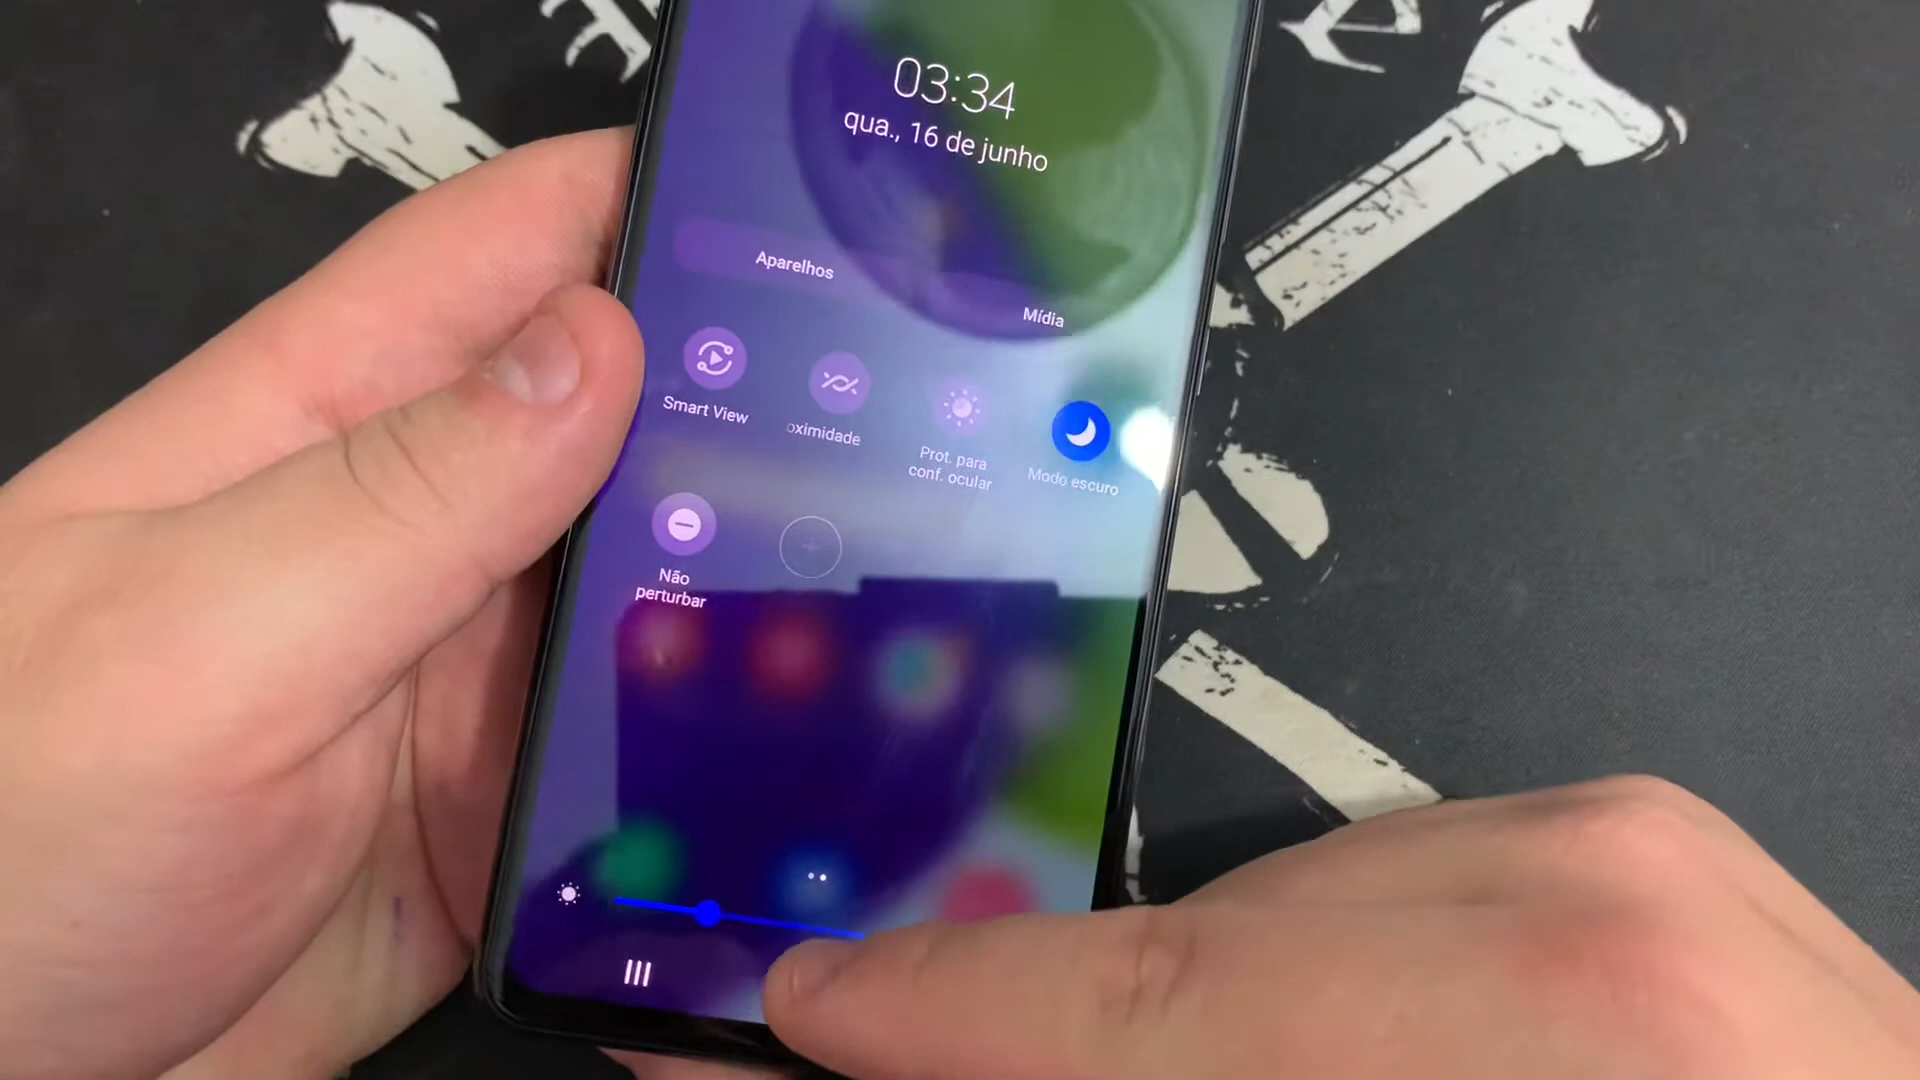 03:34
qua., 16 de junho
Aparelhos
Mídia
Smart View
oximidade
Prot. para
conf. ocular
Modo escuro
Não
perturbar